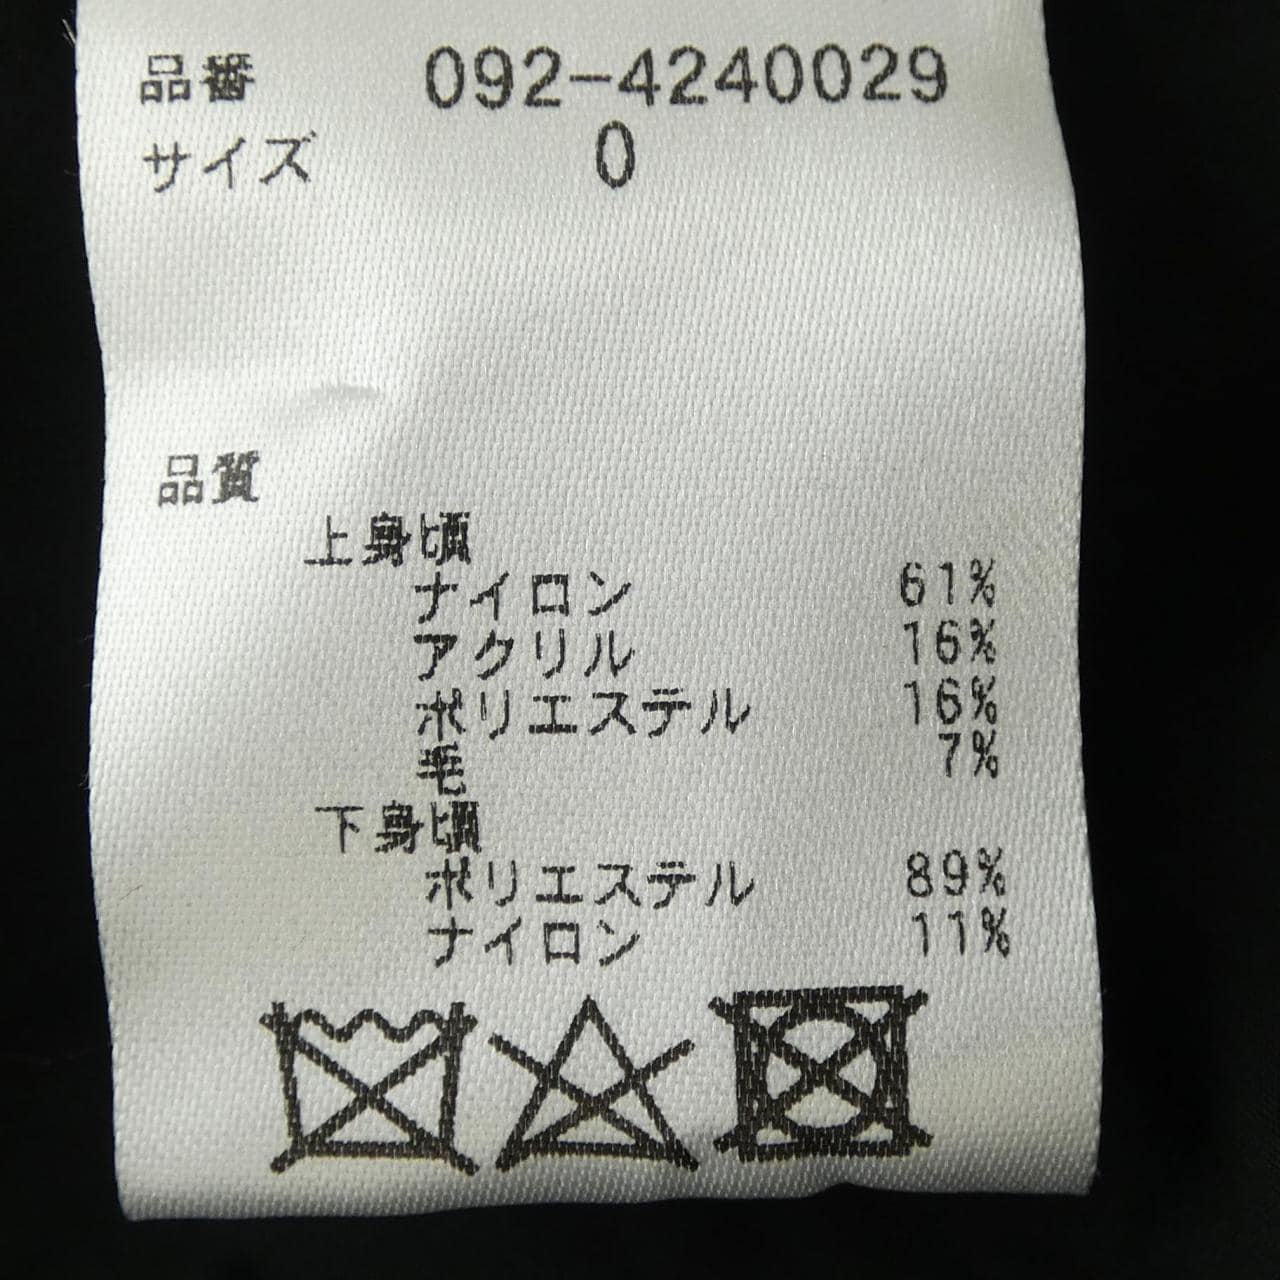 品番 092-4240029
サイズ 0
品質
上身頃
ナイロン 61%
アクリル 16%
ポリエステル 16%
毛 7%
下身頃
ポリエステル 89%
ナイロン 11%